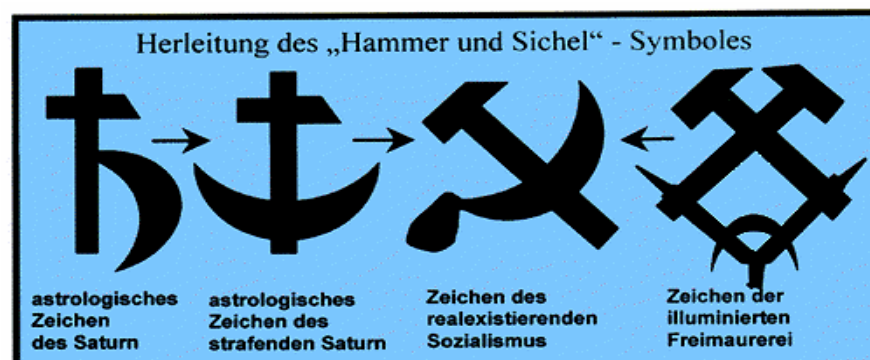 Herleitung des „Hammer und Sichel“ - Symboles
astrologisches
Zeichen
des Saturn
astrologisches
Zeichen des
strafenden Saturn
Zeichen des
realexistierenden
Sozialismus
Zeichen der
illuminierten
Freimaurerei